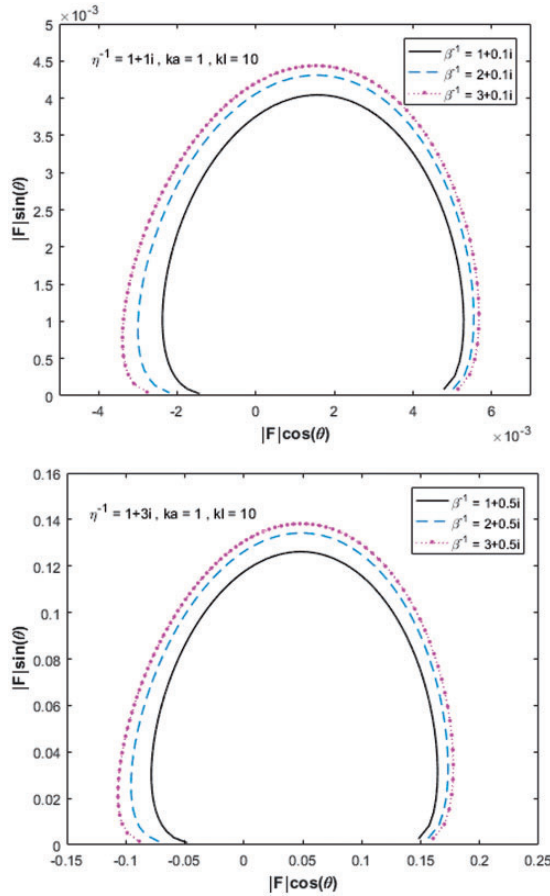 ×10⁻³
5
4.5
4
3.5
3
2.5
2
1.5
1
0.5
0
|F|sin(θ)
η⁻¹ = 1+1i, ka = 1 , kl = 10
β⁻¹ = 1+0.1i
β⁻¹ = 2+0.1i
β⁻¹ = 3+0.1i
-4 -2 0 2 4 6
×10⁻³
|F|cos(θ)
0.16
0.14
0.12
0.1
0.08
0.06
0.04
0.02
0
|F|sin(θ)
η⁻¹ = 1+3i, ka = 1 , kl = 10
β⁻¹ = 1+0.5i
β⁻¹ = 2+0.5i
β⁻¹ = 3+0.5i
-0.15 -0.1 -0.05 0 0.05 0.1 0.15 0.2 0.25
|F|cos(θ)